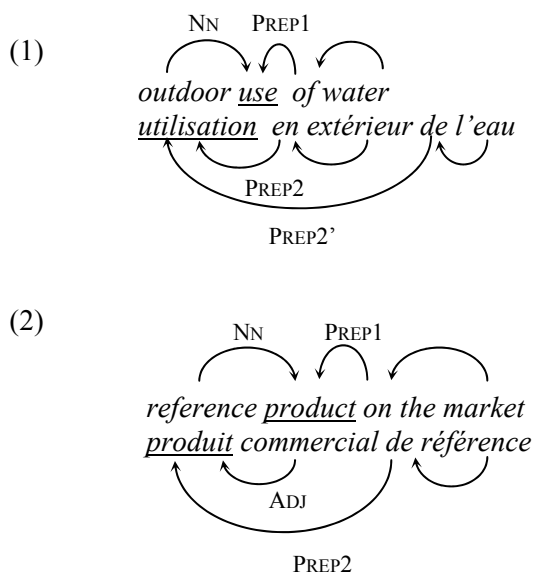 NN PREP1
(1)
outdoor use of water
utilisation en extérieur de l'eau
PREP2
PREP2'
(2)
NN PREP1
reference product on the market
produit commercial de référence
ADJ
PREP2